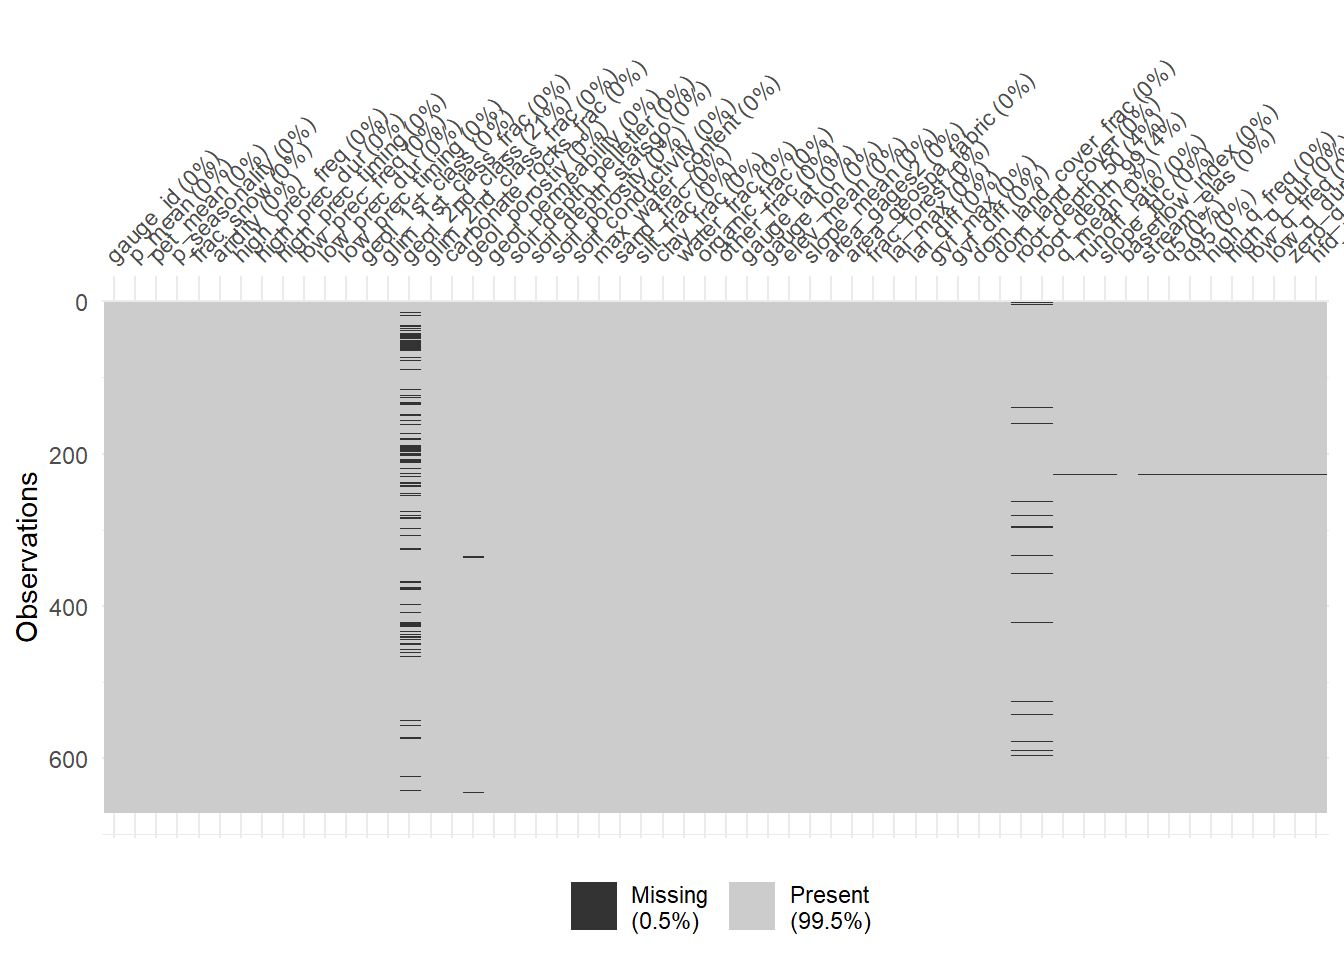 gauge_id (0%)
p_mean (0%)
pet_mean (0%)
p_seasonality (0%)
frac_snow (0%)
aridity (0%)
high_prec_freq (0%)
high_prec_dur (0%)
high_prec_timing (0%)
low_prec_freq (0%)
low_prec_dur (0%)
low_prec_timing (0%)
geol_1st_class (0%)
glim_1st_class_frac (0%)
geol_2nd_class (21%)
glim_2nd_class_frac (0%)
carbonate_rocks_frac (0%)
geol_porostiy (0%)
geol_permeability (0%)
soil_depth_pelletier (0%)
soil_depth_statsgo (0%)
soil_porosity (0%)
soil_conductivity (0%)
max_water_content (0%)
sand_frac (0%)
silt_frac (0%)
clay_frac (0%)
water_frac (0%)
organic_frac (0%)
other_frac (0%)
gauge_lat (0%)
gauge_lon (0%)
elev_mean (0%)
slope_mean (0%)
area_gages2 (0%)
area_geospa_fabric (0%)
frac_forest (0%)
lai_max (0%)
lai_diff (0%)
gvf_max (0%)
gvf_diff (0%)
dom_land_cover_frac (0%)
dom_land_cover (0%)
root_depth_50 (4%)
root_depth_99 (4%)
q_mean (0%)
runoff_ratio (0%)
slope_fdc (0%)
baseflow_index (0%)
stream_elas (0%)
q5 (0%)
q95 (0%)
high_q_freq (0%)
high_q_dur (0%)
low_q_freq (0%)
low_q_dur
0
200
400
600
Observations
Missing
(0.5%)
Present
(99.5%)